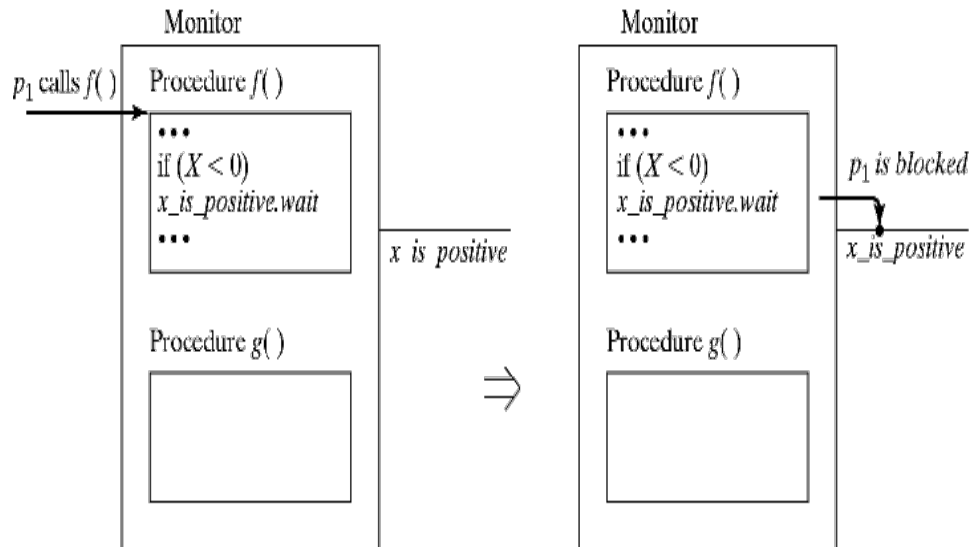 Monitor
p1 calls f( )
Procedure f( )
•••
if (X < 0)
x_is_positive.wait
•••
x is positive
Procedure g( )
⇒
Monitor
Procedure f( )
•••
if (X < 0)
x_is_positive.wait
•••
p1 is blocked
x_is_positive
Procedure g( )